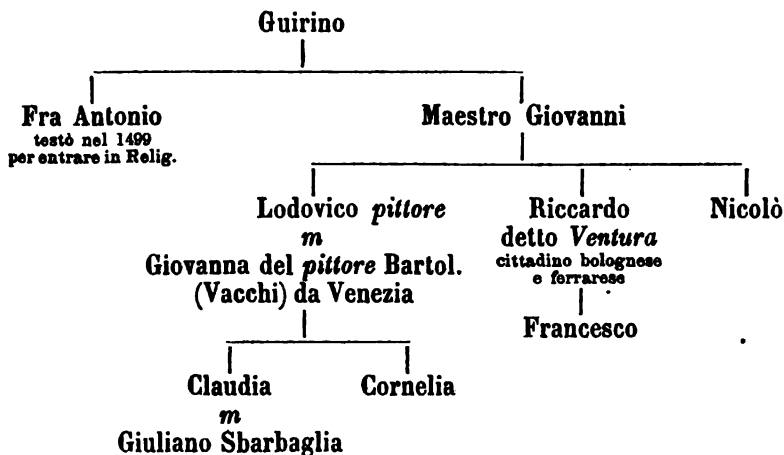 Guirino
Fra Antonio
testò nel 1499
per entrare in Relig.
Maestro Giovanni
Lodovico pittore
m
Giovanna del pittore Bartol.
(Vacchi) da Venezia
Riccardo
detto Ventura
cittadino bolognese
e ferrarese
Nicolò
Francesco
Claudia
m
Giuliano Sbarbaglia
Cornelia